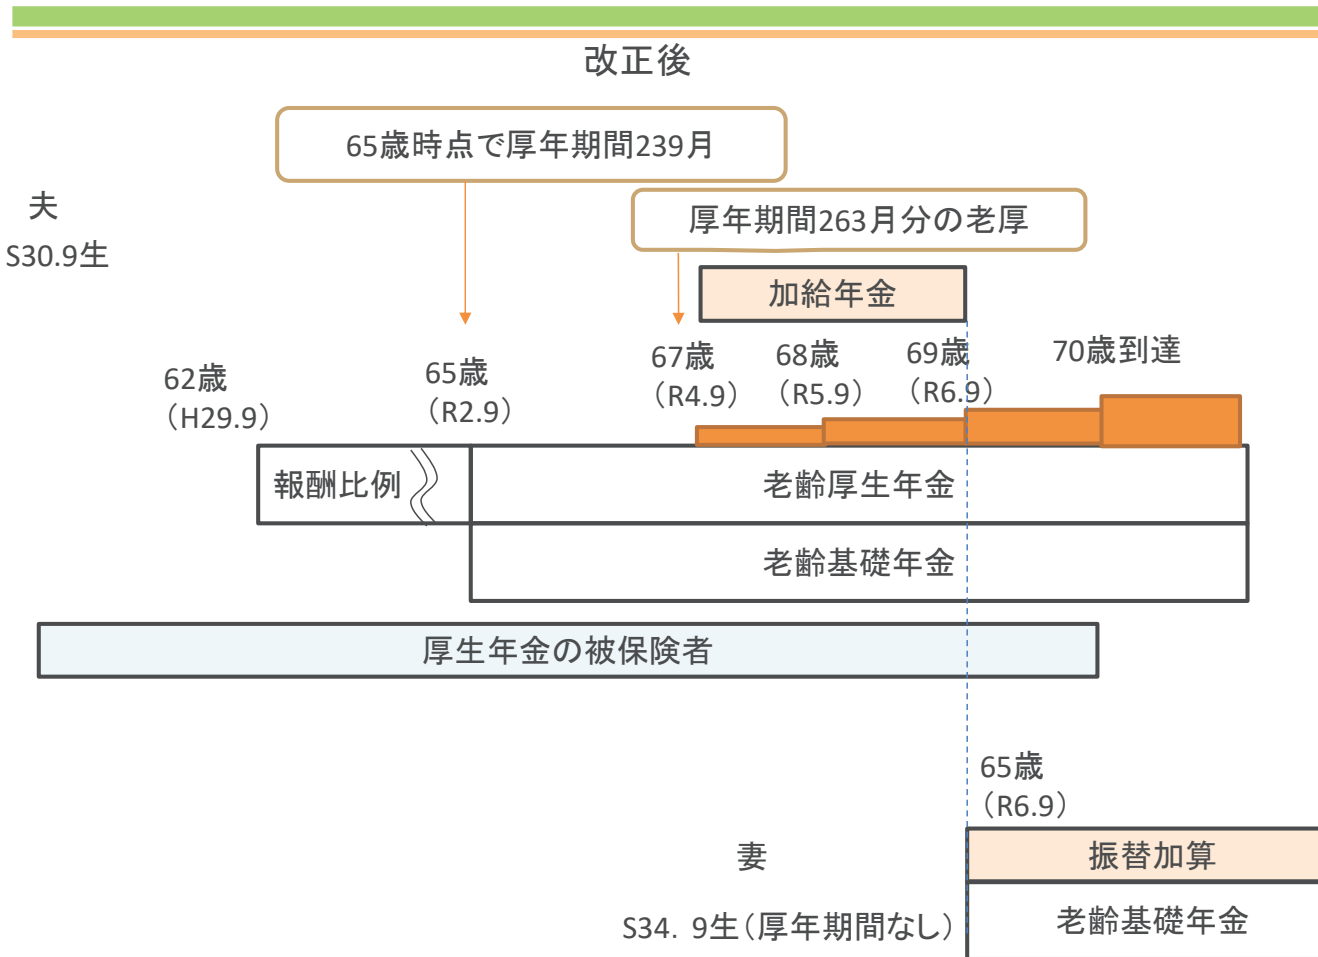 改正後
65歳時点で厚年期間239月
夫
S30.9生
厚年期間263月分の老厚
加給年金
62歳
（H29.9）
65歳
（R2.9）
67歳
（R4.9）
68歳
（R5.9）
69歳
（R6.9）
70歳到達
報酬比例
老齢厚生年金
老齢基礎年金
厚生年金の被保険者
65歳
（R6.9）
妻
S34. 9生（厚年期間なし）
振替加算
老齢基礎年金